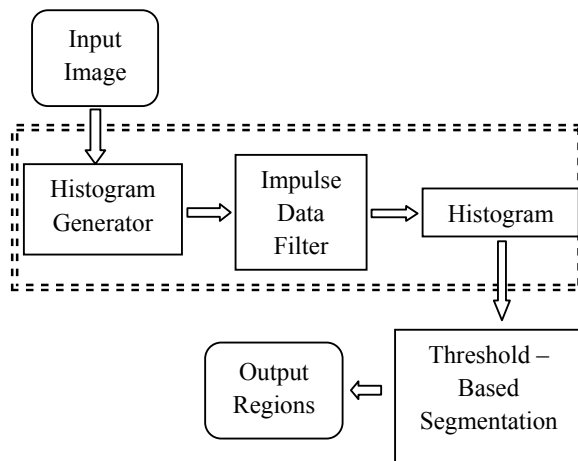 Input
Image
Histogram
Generator
Impulse
Data
Filter
Histogram
Threshold –
Based
Segmentation
Output
Regions